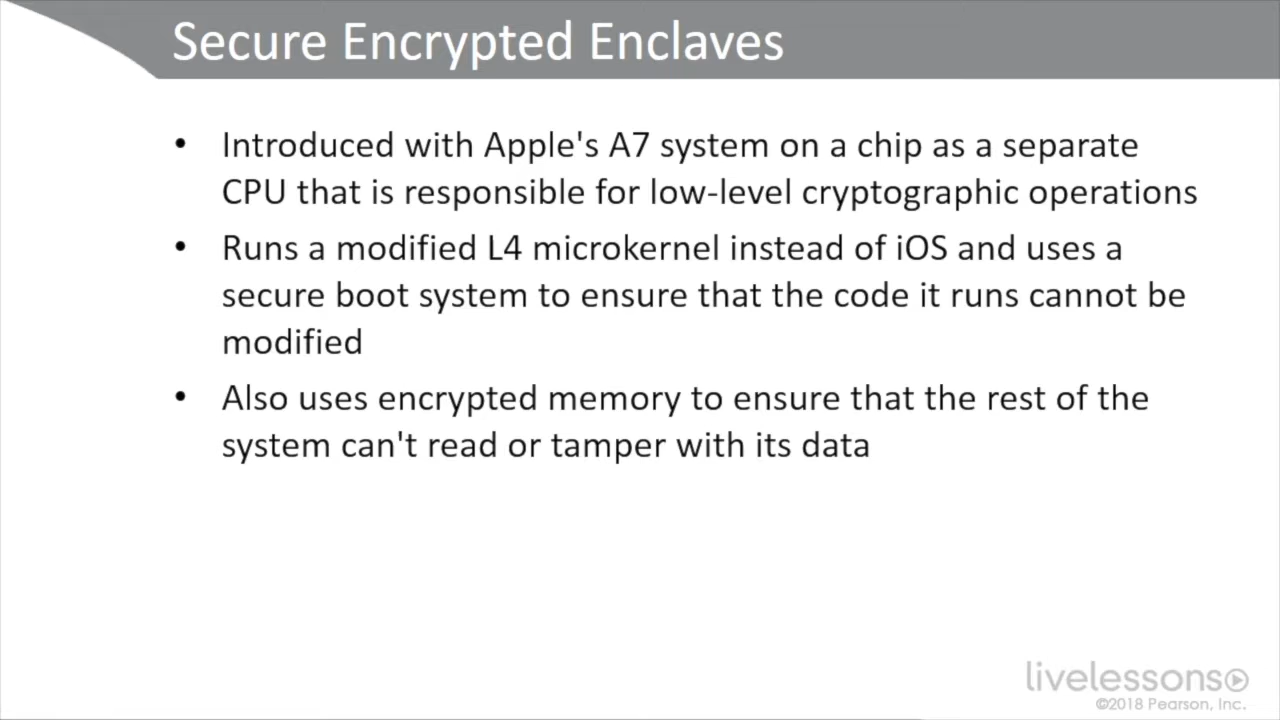 Secure Encrypted Enclaves
• Introduced with Apple's A7 system on a chip as a separate
CPU that is responsible for low-level cryptographic operations
• Runs a modified L4 microkernel instead of iOS and uses a
secure boot system to ensure that the code it runs cannot be
modified
• Also uses encrypted memory to ensure that the rest of the
system can't read or tamper with its data
livelessons
©2018 Pearson, Inc.